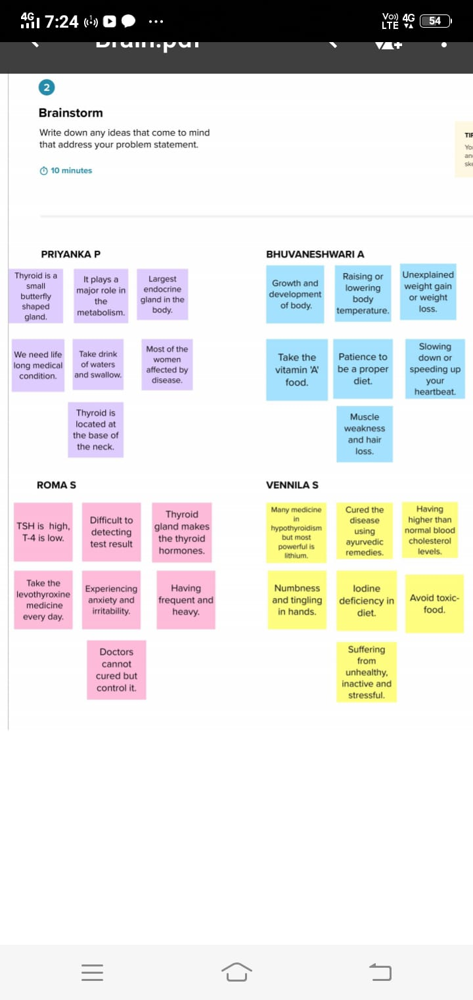 4G 7:24
Vo)) 4G
LTE
54
Brain.pdf
2
Brainstorm
Write down any ideas that come to mind
that address your problem statement.
10 minutes
TIP
You
and
ske
PRIYANKA P
Thyroid is a
small
butterfly
shaped
gland.
It plays a
major role in
the
metabolism.
Largest
endocrine
gland in the
body.
We need life
long medical
condition.
Take drink
of waters
and swallow.
Most of the
women
affected by
disease.
Thyroid is
located at
the base of
the neck.
BHUVANESHWARI A
Growth and
development
of body.
Raising or
lowering
body
temperature.
Unexplained
weight gain
or weight
loss.
Take the
vitamin 'A'
food.
Patience to
be a proper
diet.
Slowing
down or
speeding up
your
heartbeat.
Muscle
weakness
and hair
loss.
ROMA S
TSH is high,
T-4 is low.
Difficult to
detecting
test result
Thyroid
gland makes
the thyroid
hormones.
Take the
levothyroxine
medicine
every day.
Experiencing
anxiety and
irritability.
Having
frequent and
heavy.
Doctors
cannot
cured but
control it.
VENNILA S
Many medicine
in
hypothyroidism
but most
powerful is
lithium.
Cured the
disease
using
ayurvedic
remedies.
Having
higher than
normal blood
cholesterol
levels.
Numbness
and tingling
in hands.
Iodine
deficiency in
diet.
Avoid toxic-
food.
Suffering
from
unhealthy,
inactive and
stressful.